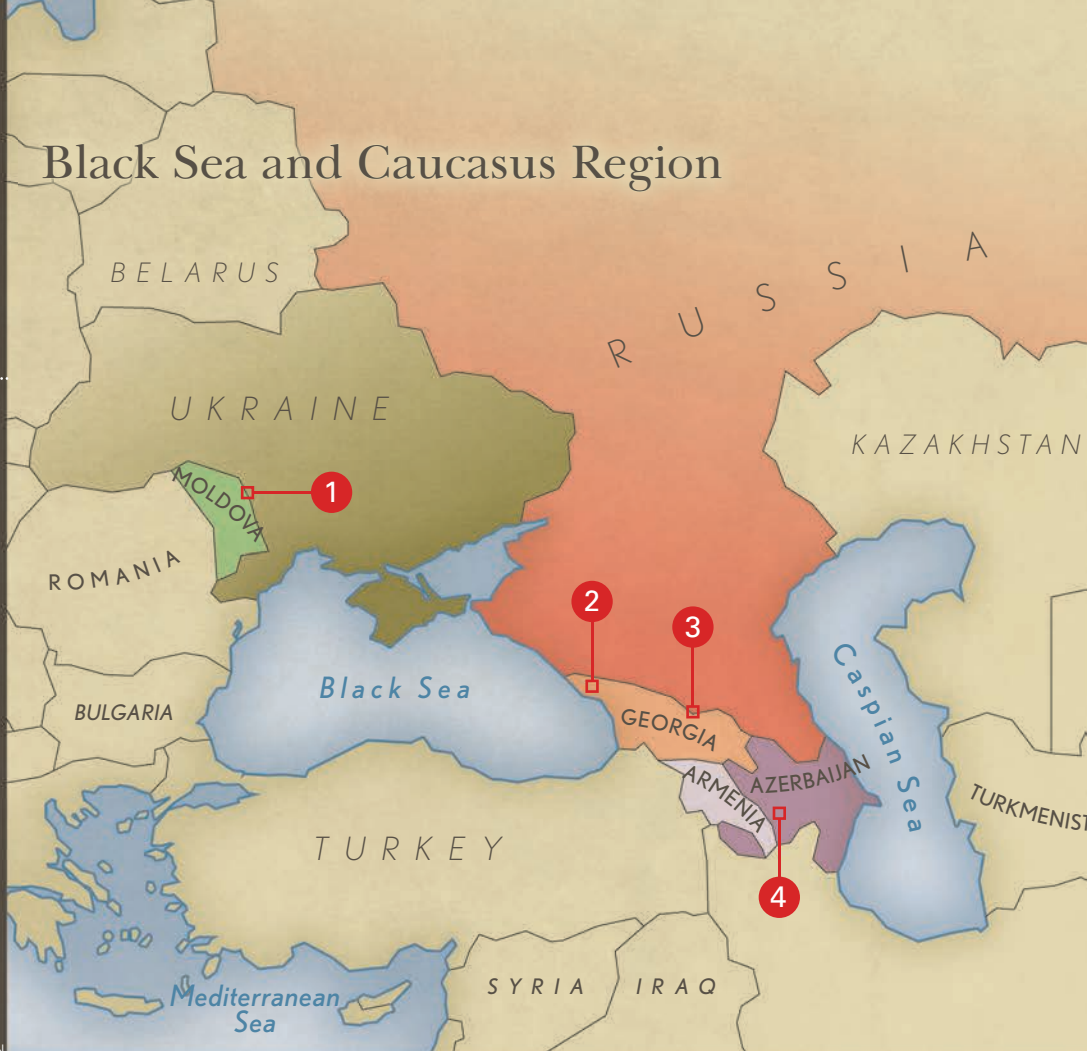 Black Sea and Caucasus Region
BELARUS
RUSSIA
UKRAINE
KAZAKHSTAN
MOLDOVA
1
ROMANIA
2
3
Black Sea
Caspian Sea
BULGARIA
GEORGIA
ARMENIA
AZERBAIJAN
TURKMENIST
TURKEY
4
SYRIA
IRAQ
Mediterranean
Sea